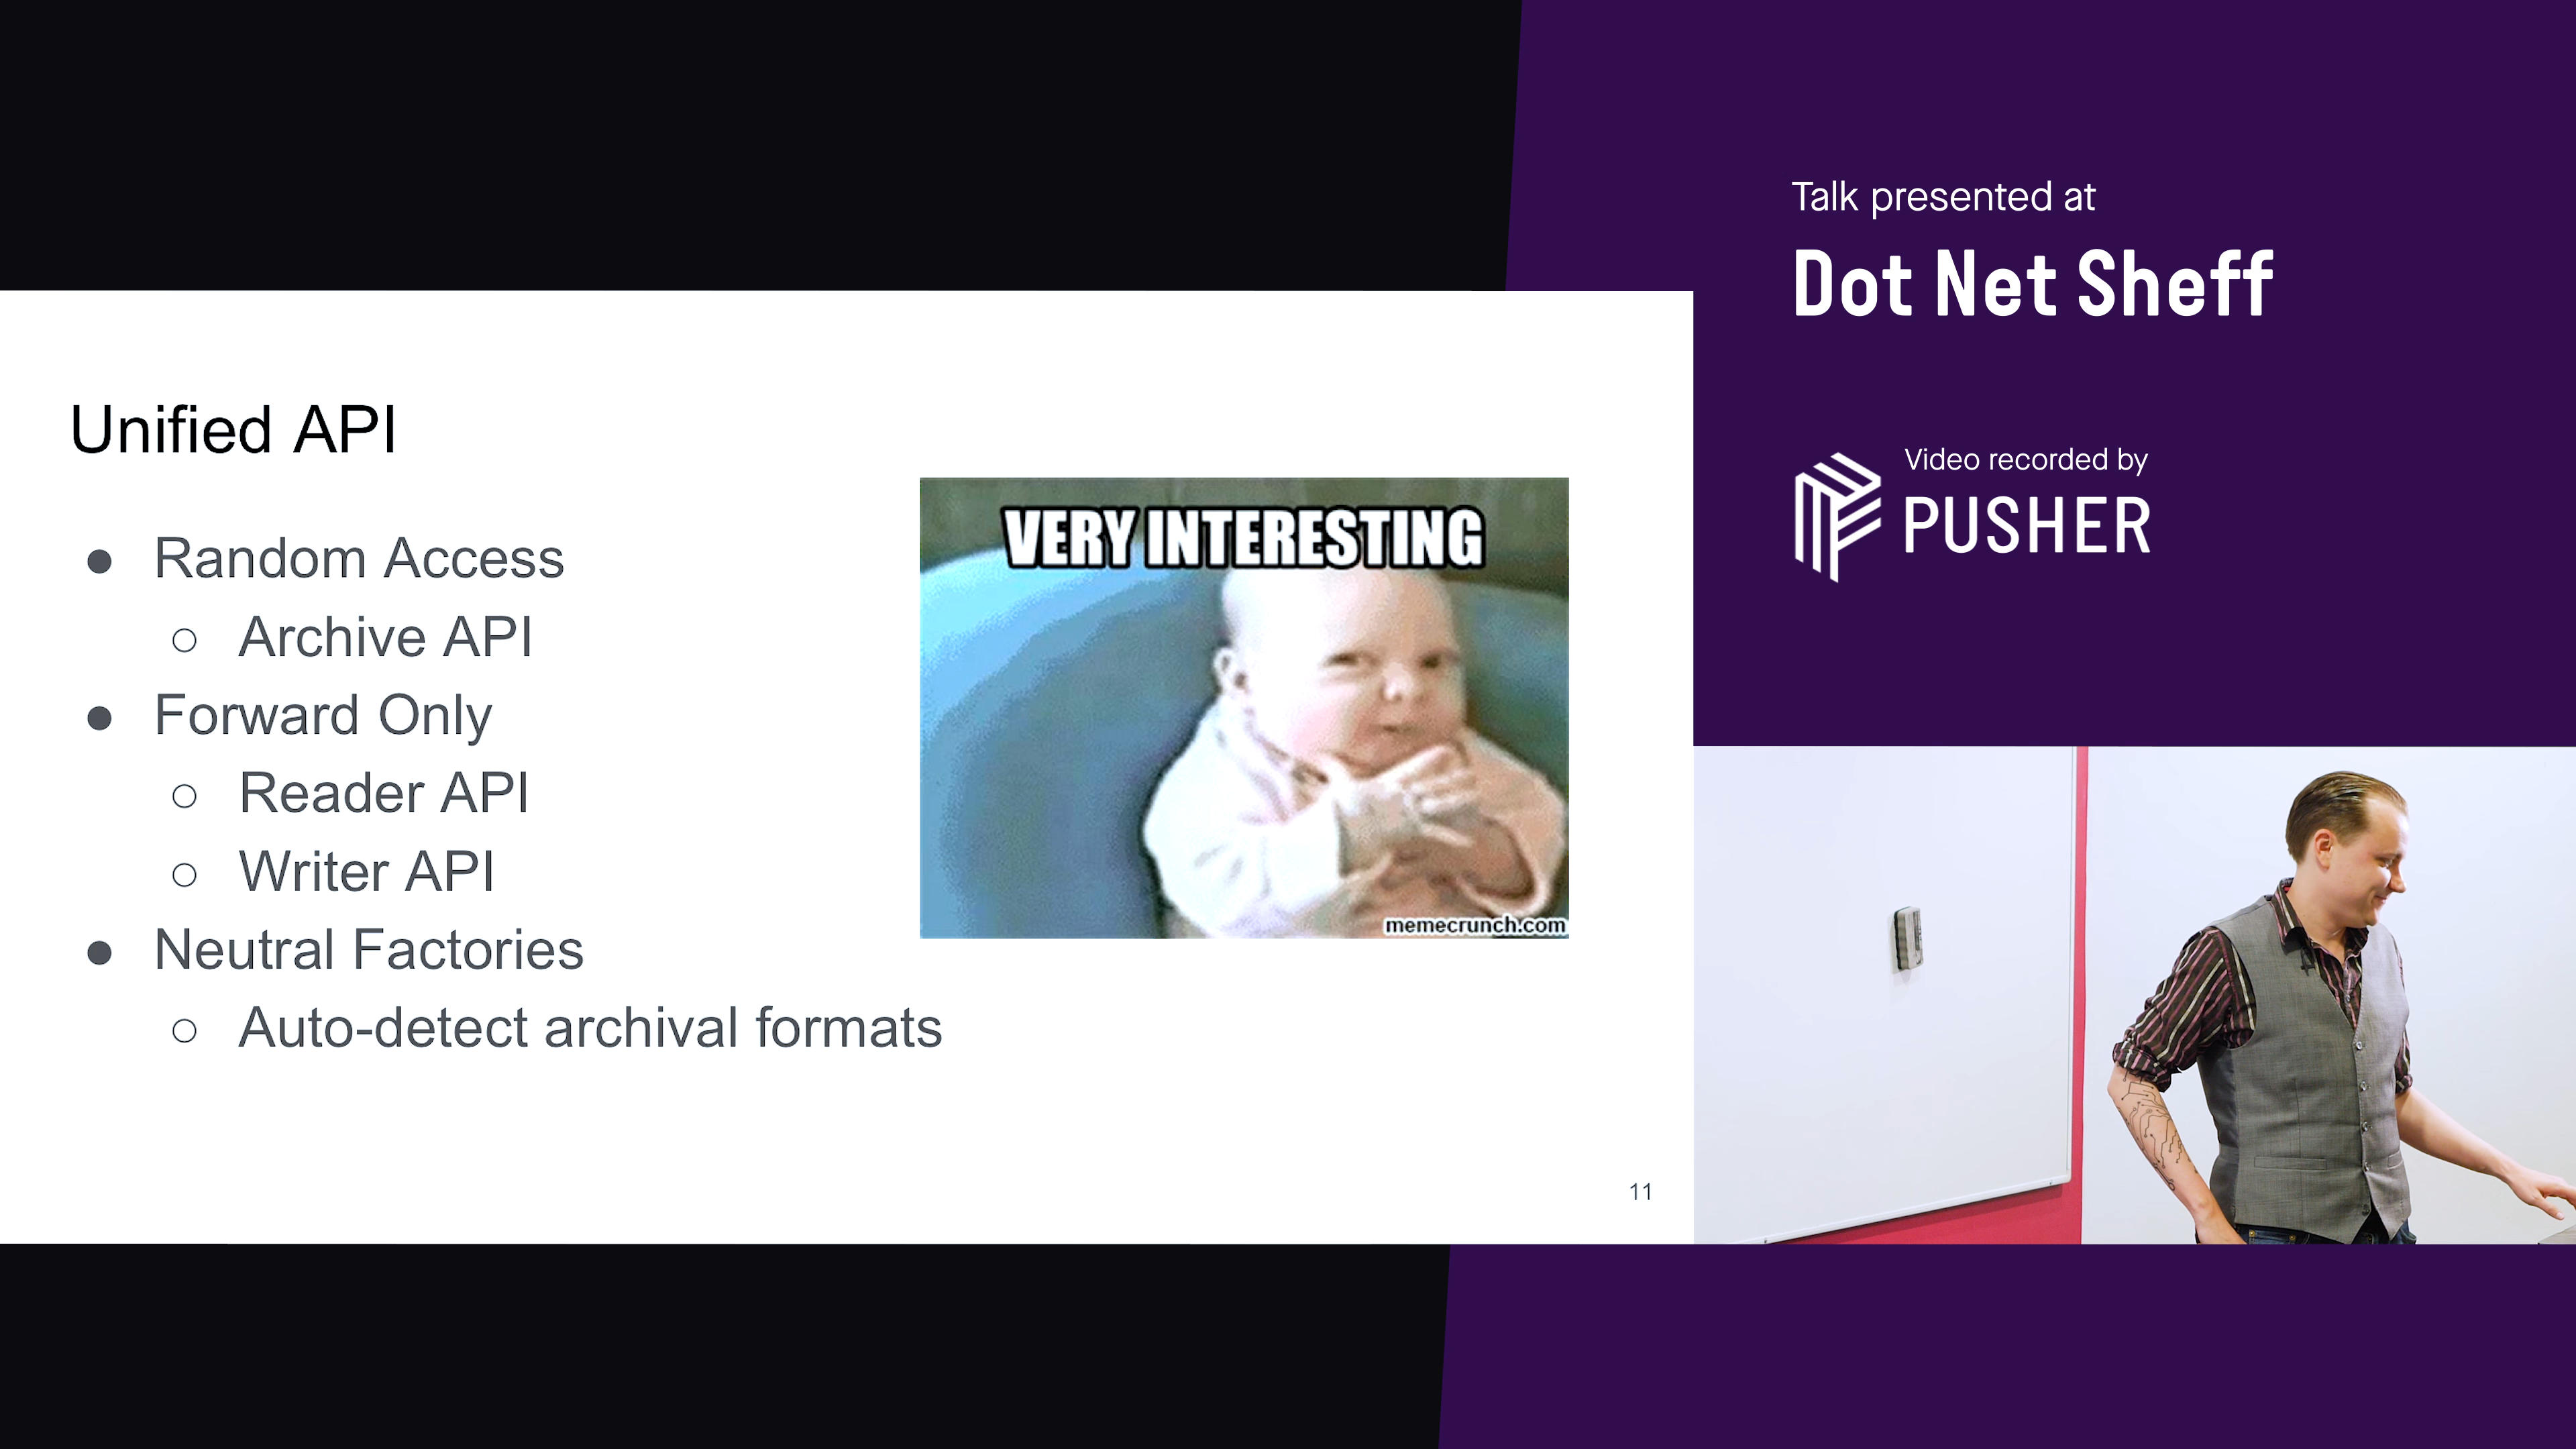 Talk presented at
Dot Net Sheff
Video recorded by
PUSHER
Unified API
● Random Access
○ Archive API
● Forward Only
○ Reader API
○ Writer API
● Neutral Factories
○ Auto-detect archival formats
VERY INTERESTING
memecrunch.com
11